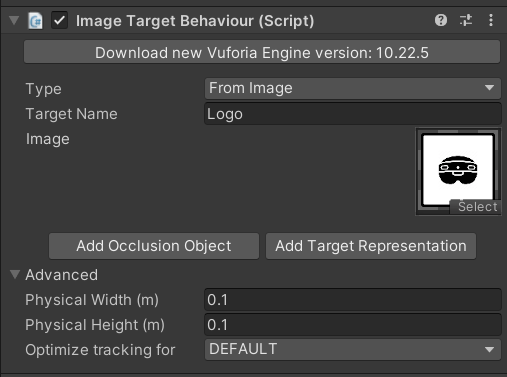 Image Target Behaviour (Script)
Download new Vuforia Engine version: 10.22.5
Type From Image
Target Name Logo
Image
Select
Add Occlusion Object Add Target Representation
Advanced
Physical Width (m) 0.1
Physical Height (m) 0.1
Optimize tracking for DEFAULT